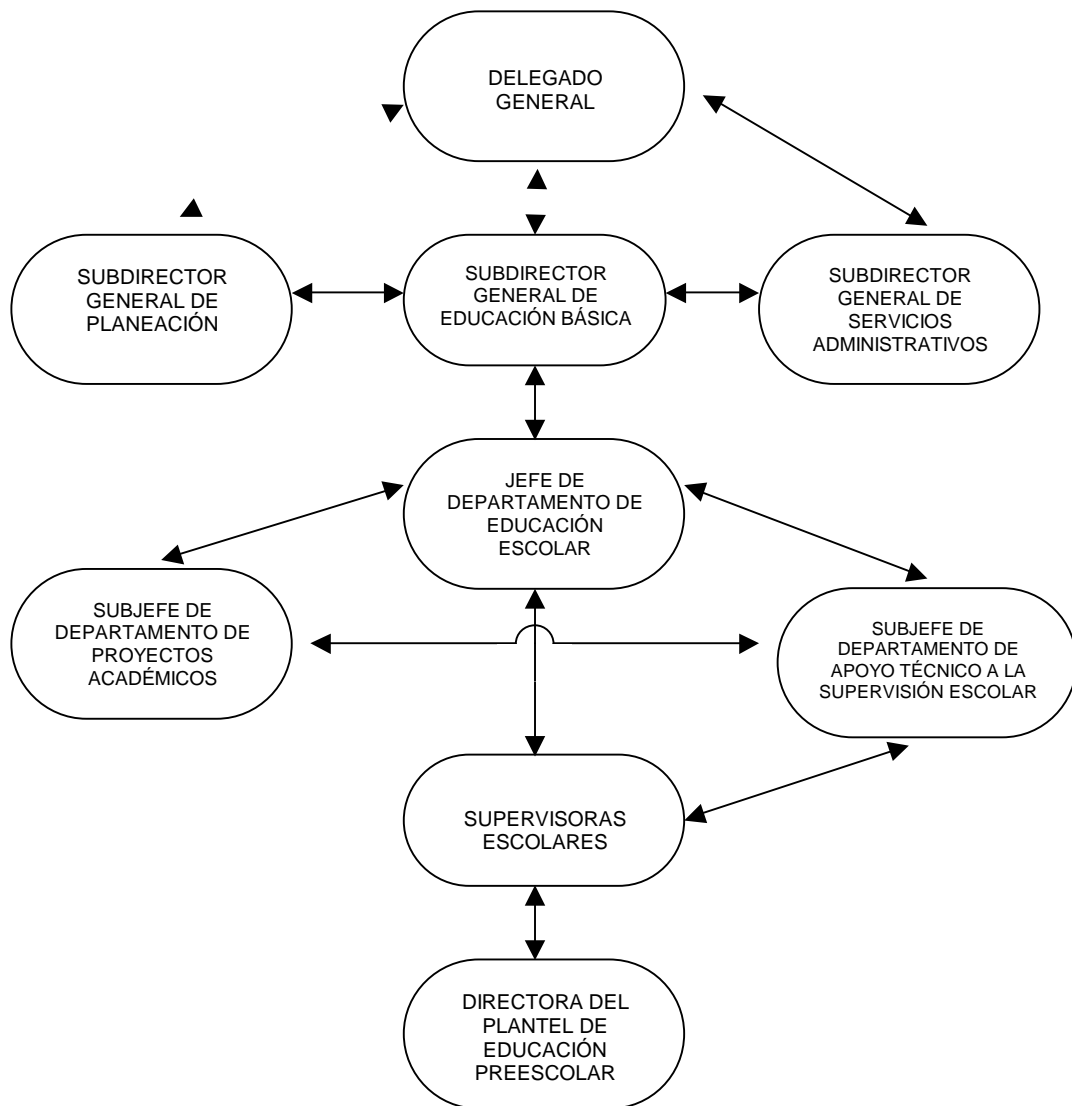 DELEGADO
GENERAL
SUBDIRECTOR
GENERAL DE
PLANEACIÓN
SUBDIRECTOR
GENERAL DE
EDUCACIÓN BÁSICA
SUBDIRECTOR
GENERAL DE
SERVICIOS
ADMINISTRATIVOS
JEFE DE
DEPARTAMENTO DE
EDUCACIÓN
ESCOLAR
SUBJEFE DE
DEPARTAMENTO DE
PROYECTOS
ACADÉMICOS
SUBJEFE DE
DEPARTAMENTO DE
APOYO TÉCNICO A LA
SUPERVISIÓN ESCOLAR
SUPERVISORAS
ESCOLARES
DIRECTORA DEL
PLANTEL DE
EDUCACIÓN
PREESCOLAR